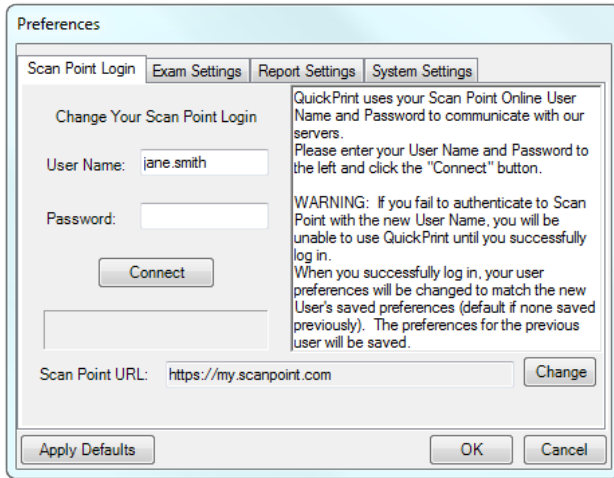 Preferences
Scan Point Login Exam Settings Report Settings System Settings
Change Your Scan Point Login
User Name: jane.smith
Password:
Connect
QuickPrint uses your Scan Point Online User
Name and Password to communicate with our
servers.
Please enter your User Name and Password to
the left and click the "Connect" button.
WARNING: If you fail to authenticate to Scan
Point with the new User Name, you will be
unable to use QuickPrint until you successfully
log in.
When you successfully log in, your user
preferences will be changed to match the new
User's saved preferences (default if none saved
previously). The preferences for the previous
user will be saved.
Scan Point URL: https://my.scanpoint.com Change
Apply Defaults OK Cancel